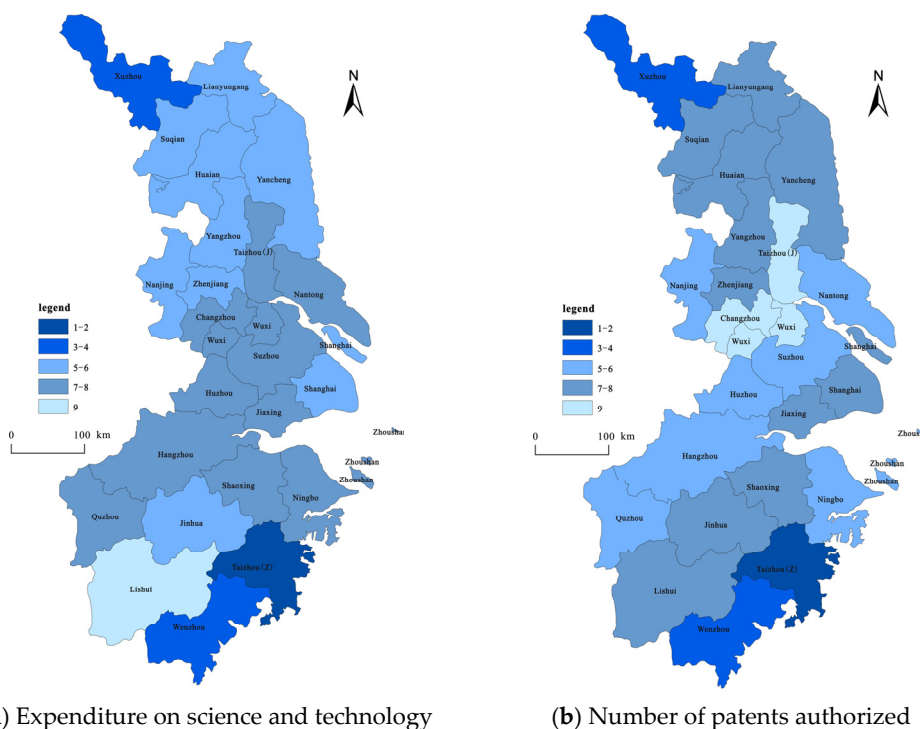 Xuzhou
Lianyungang
N
Suqian
Huaian
Yancheng
Yangzhou
Taizhou(J)
Nanjing
Zhenjiang
Nantong
Changzhou
Wuxi
Wuxi
Suzhou
Shanghai
Shanghai
Huzhou
Jiaxing
legend
1-2
3-4
5-6
7-8
9
0 100 km
Hangzhou
Zhoushan
Zhoushan
Shaoxing
Ningbo
Quzhou
Jinhua
Taizhou(Z)
Lishui
Wenzhou
) Expenditure on science and technology
Xuzhou
Lianyungang
N
Suqian
Huaian
Yancheng
Yangzhou
Taizhou(J)
Nanjing
Zhenjiang
Nantong
Changzhou
Wuxi
Wuxi
Suzhou
Shanghai
Shanghai
Huzhou
Jiaxing
legend
1-2
3-4
5-6
7-8
9
0 100 km
Hangzhou
Zhous
Zhoushan
Zhoushan
Shaoxing
Ningbo
Quzhou
Jinhua
Taizhou(Z)
Lishui
Wenzhou
(b) Number of patents authorized